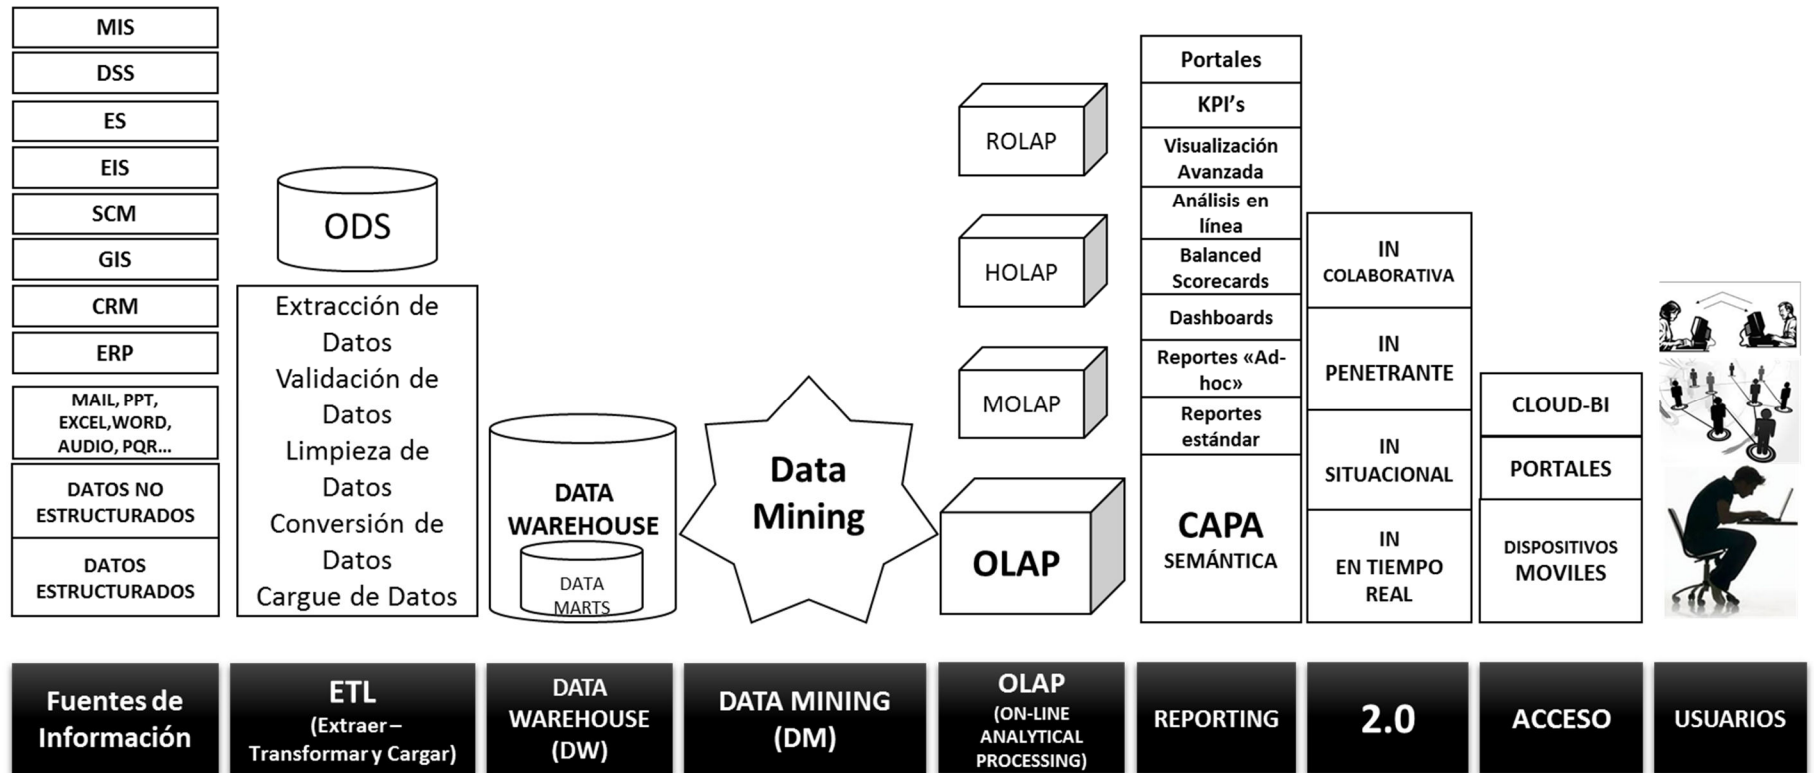 MIS
DSS
ES
EIS
SCM
GIS
CRM
ERP
MAIL, PPT,
EXCEL,WORD,
AUDIO, PQR...
DATOS NO
ESTRUCTURADOS
DATOS
ESTRUCTURADOS
ODS
Extracción de
Datos
Validación de
Datos
Limpieza de
Datos
Conversión de
Datos
Cargue de Datos
DATA
WAREHOUSE
DATA
MARTS
Data
Mining
ROLAP
HOLAP
MOLAP
OLAP
Portales
KPI's
Visualización
Avanzada
Análisis en
línea
Balanced
Scorecards
Dashboards
Reportes «Ad-
hoc»
Reportes
estándar
CAPA
SEMÁNTICA
IN
COLABORATIVA
IN
PENETRANTE
IN
SITUACIONAL
IN
EN TIEMPO
REAL
CLOUD-BI
PORTALES
DISPOSITIVOS
MOVILES
Fuentes de
Información
ETL
(Extraer –
Transformar y Cargar)
DATA
WAREHOUSE
(DW)
DATA MINING
(DM)
OLAP
(ON-LINE
ANALYTICAL
PROCESSING)
REPORTING
2.0
ACCESO
USUARIOS